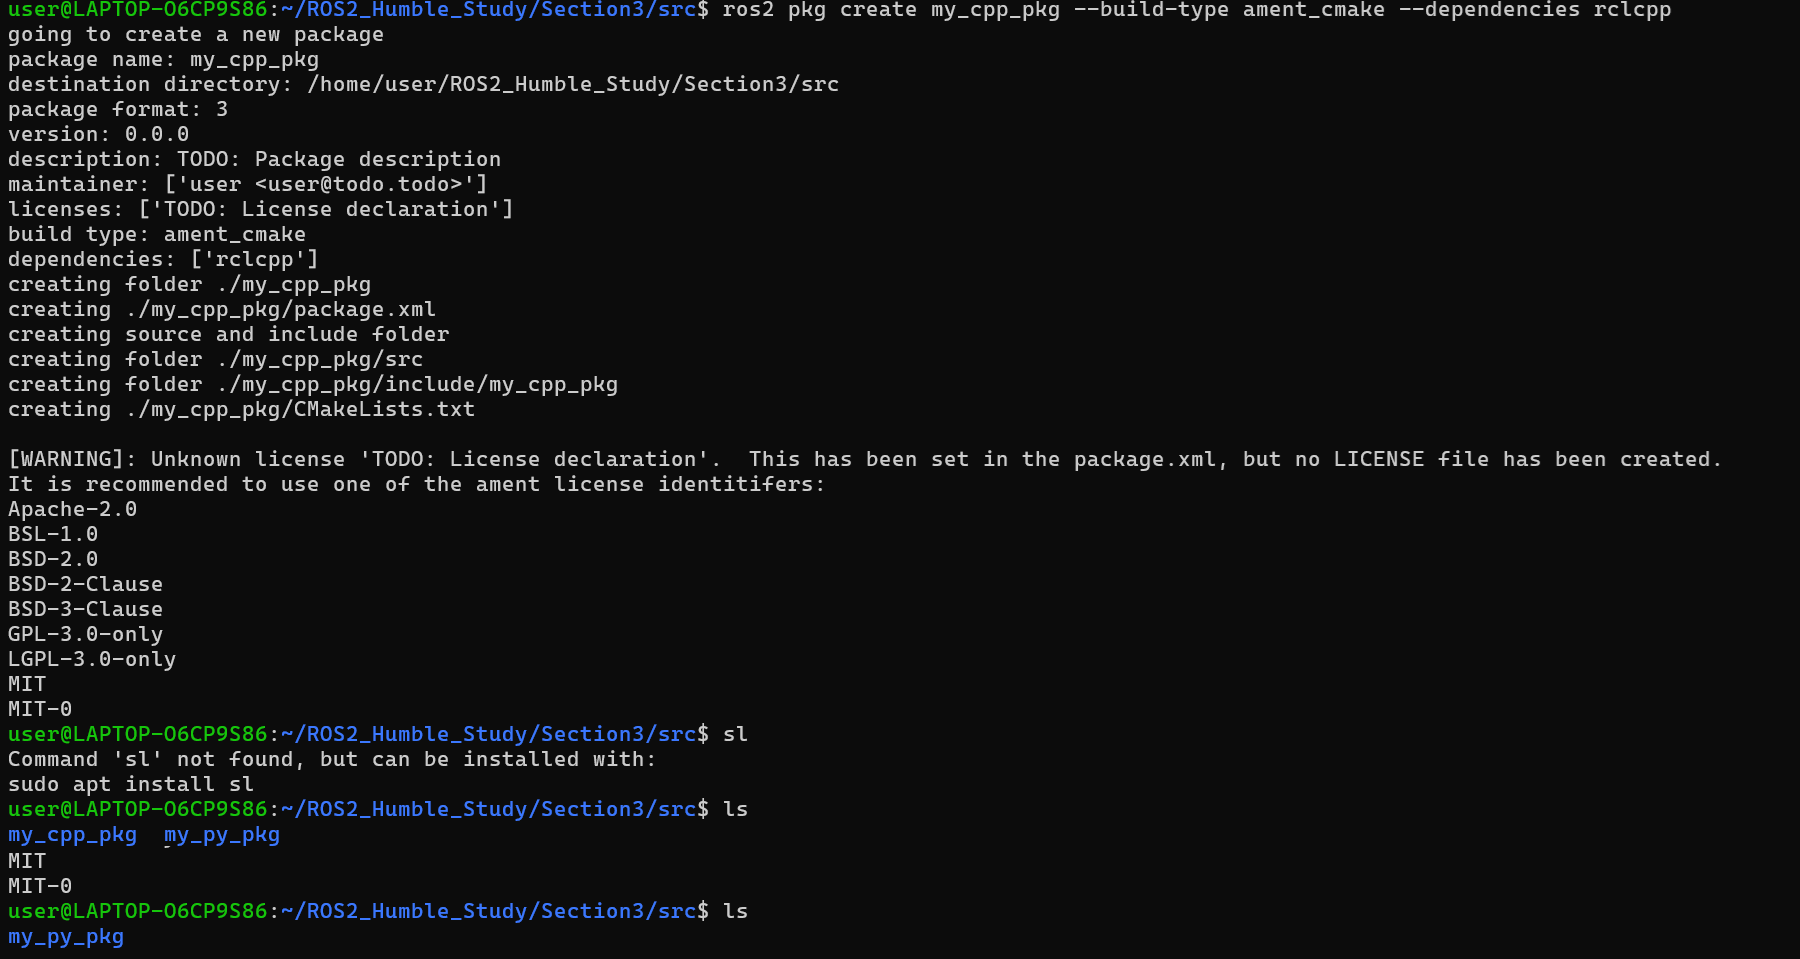 user@LAPTOP-O6CP9S86:~/ROS2_Humble_Study/Section3/src$ ros2 pkg create my_cpp_pkg --build-type ament_cmake --dependencies rclcpp
going to create a new package
package name: my_cpp_pkg
destination directory: /home/user/ROS2_Humble_Study/Section3/src
package format: 3
version: 0.0.0
description: TODO: Package description
maintainer: ['user <user@todo.todo>']
licenses: ['TODO: License declaration']
build type: ament_cmake
dependencies: ['rclcpp']
creating folder ./my_cpp_pkg
creating ./my_cpp_pkg/package.xml
creating source and include folder
creating folder ./my_cpp_pkg/src
creating folder ./my_cpp_pkg/include/my_cpp_pkg
creating ./my_cpp_pkg/CMakeLists.txt
[WARNING]: Unknown license 'TODO: License declaration'.  This has been set in the package.xml, but no LICENSE file has been created.
It is recommended to use one of the ament license identitifers:
Apache-2.0
BSL-1.0
BSD-2.0
BSD-2-Clause
BSD-3-Clause
GPL-3.0-only
LGPL-3.0-only
MIT
MIT-0
user@LAPTOP-O6CP9S86:~/ROS2_Humble_Study/Section3/src$ sl
Command 'sl' not found, but can be installed with:
sudo apt install sl
user@LAPTOP-O6CP9S86:~/ROS2_Humble_Study/Section3/src$ ls
my_cpp_pkg  my_py_pkg
MIT
MIT-0
user@LAPTOP-O6CP9S86:~/ROS2_Humble_Study/Section3/src$ ls
my_py_pkg